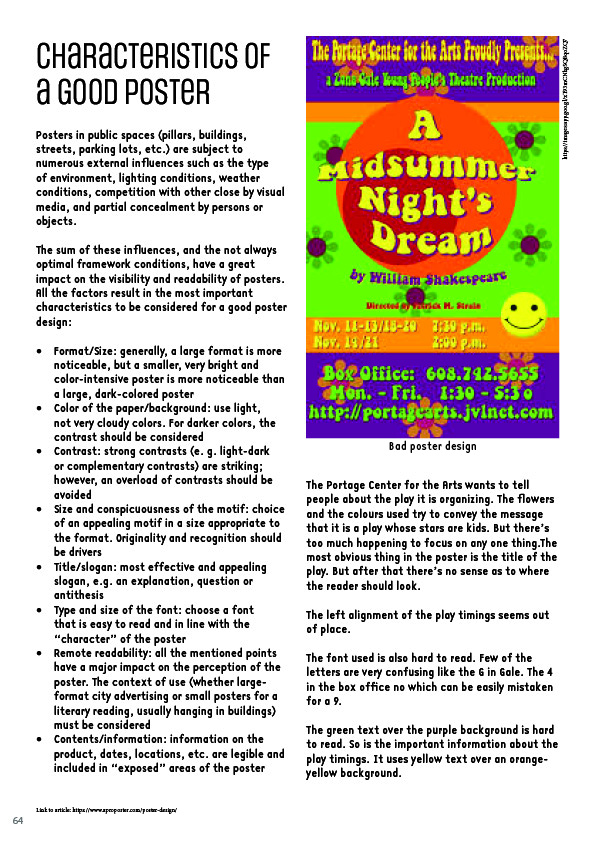 Characteristics of
a good poster
Posters in public spaces (pillars, buildings,
streets, parking lots, etc.) are subject to
numerous external influences such as the type
of environment, lighting conditions, weather
conditions, competition with other close by visual
media, and partial concealment by persons or
objects.
The sum of these influences, and the not always
optimal framework conditions, have a great
impact on the visibility and readability of posters.
All the factors result in the most important
characteristics to be considered for a good poster
design:
• Format/Size: generally, a large format is more
noticeable, but a smaller, very bright and
color-intensive poster is more noticeable than
a large, dark-colored poster
• Color of the paper/background: use light,
not very cloudy colors. For darker colors, the
contrast should be considered
• Contrast: strong contrasts (e. g. light-dark
or complementary contrasts) are striking;
however, an overload of contrasts should be
avoided
• Size and conspicuousness of the motif: choice
of an appealing motif in a size appropriate to
the format. Originality and recognition should
be drivers
• Title/slogan: most effective and appealing
slogan, e.g. an explanation, question or
antithesis
• Type and size of the font: choose a font
that is easy to read and in line with the
“character” of the poster
• Remote readability: all the mentioned points
have a major impact on the perception of the
poster. The context of use (whether large-
format city advertising or small posters for a
literary reading, usually hanging in buildings)
must be considered
• Contents/information: information on the
product, dates, locations, etc. are legible and
included in “exposed” areas of the poster
Link to article: https://www.aproposter.com/poster-design/
64
The Portage Center for the Arts Proudly Presents...
a Zona Gale Young People's Theatre Production
A
Midsummer
Night's
Dream
by William Shakespeare
Directed by Patrick M. Strain
Nov. 11-13/18-20 7:30 p.m.
Nov. 14/21 2:00 p.m.
Box Office: 608.742.5655
Mon. - Fri. 1:30 - 5:30
http://portagearts.jvlnet.com
Bad poster design
The Portage Center for the Arts wants to tell
people about the play it is organizing. The flowers
and the colours used try to convey the message
that it is a play whose stars are kids. But there’s
too much happening to focus on any one thing.The
most obvious thing in the poster is the title of the
play. But after that there’s no sense as to where
the reader should look.
The left alignment of the play timings seems out
of place.
The font used is also hard to read. Few of the
letters are very confusing like the G in Gale. The 4
in the box office no which can be easily mistaken
for a 9.
The green text over the purple background is hard
to read. So is the important information about the
play timings. It uses yellow text over an orange-
yellow background.